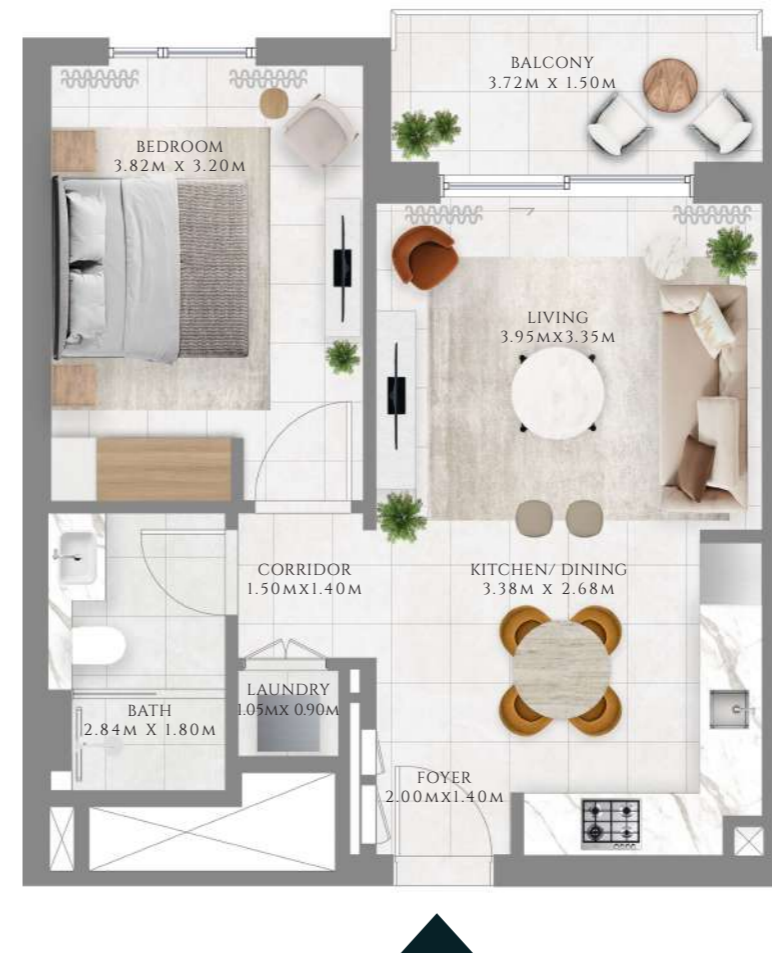 BALCONY
3.72M X 1.50M
BEDROOM
3.82M X 3.20M
LIVING
3.95MX3.35M
CORRIDOR
1.50MX1.40M
KITCHEN/ DINING
3.38M X 2.68M
LAUNDRY
1.05MX 0.90M
BATH
2.84M X 1.80M
FOYER
2.00MX1.40M